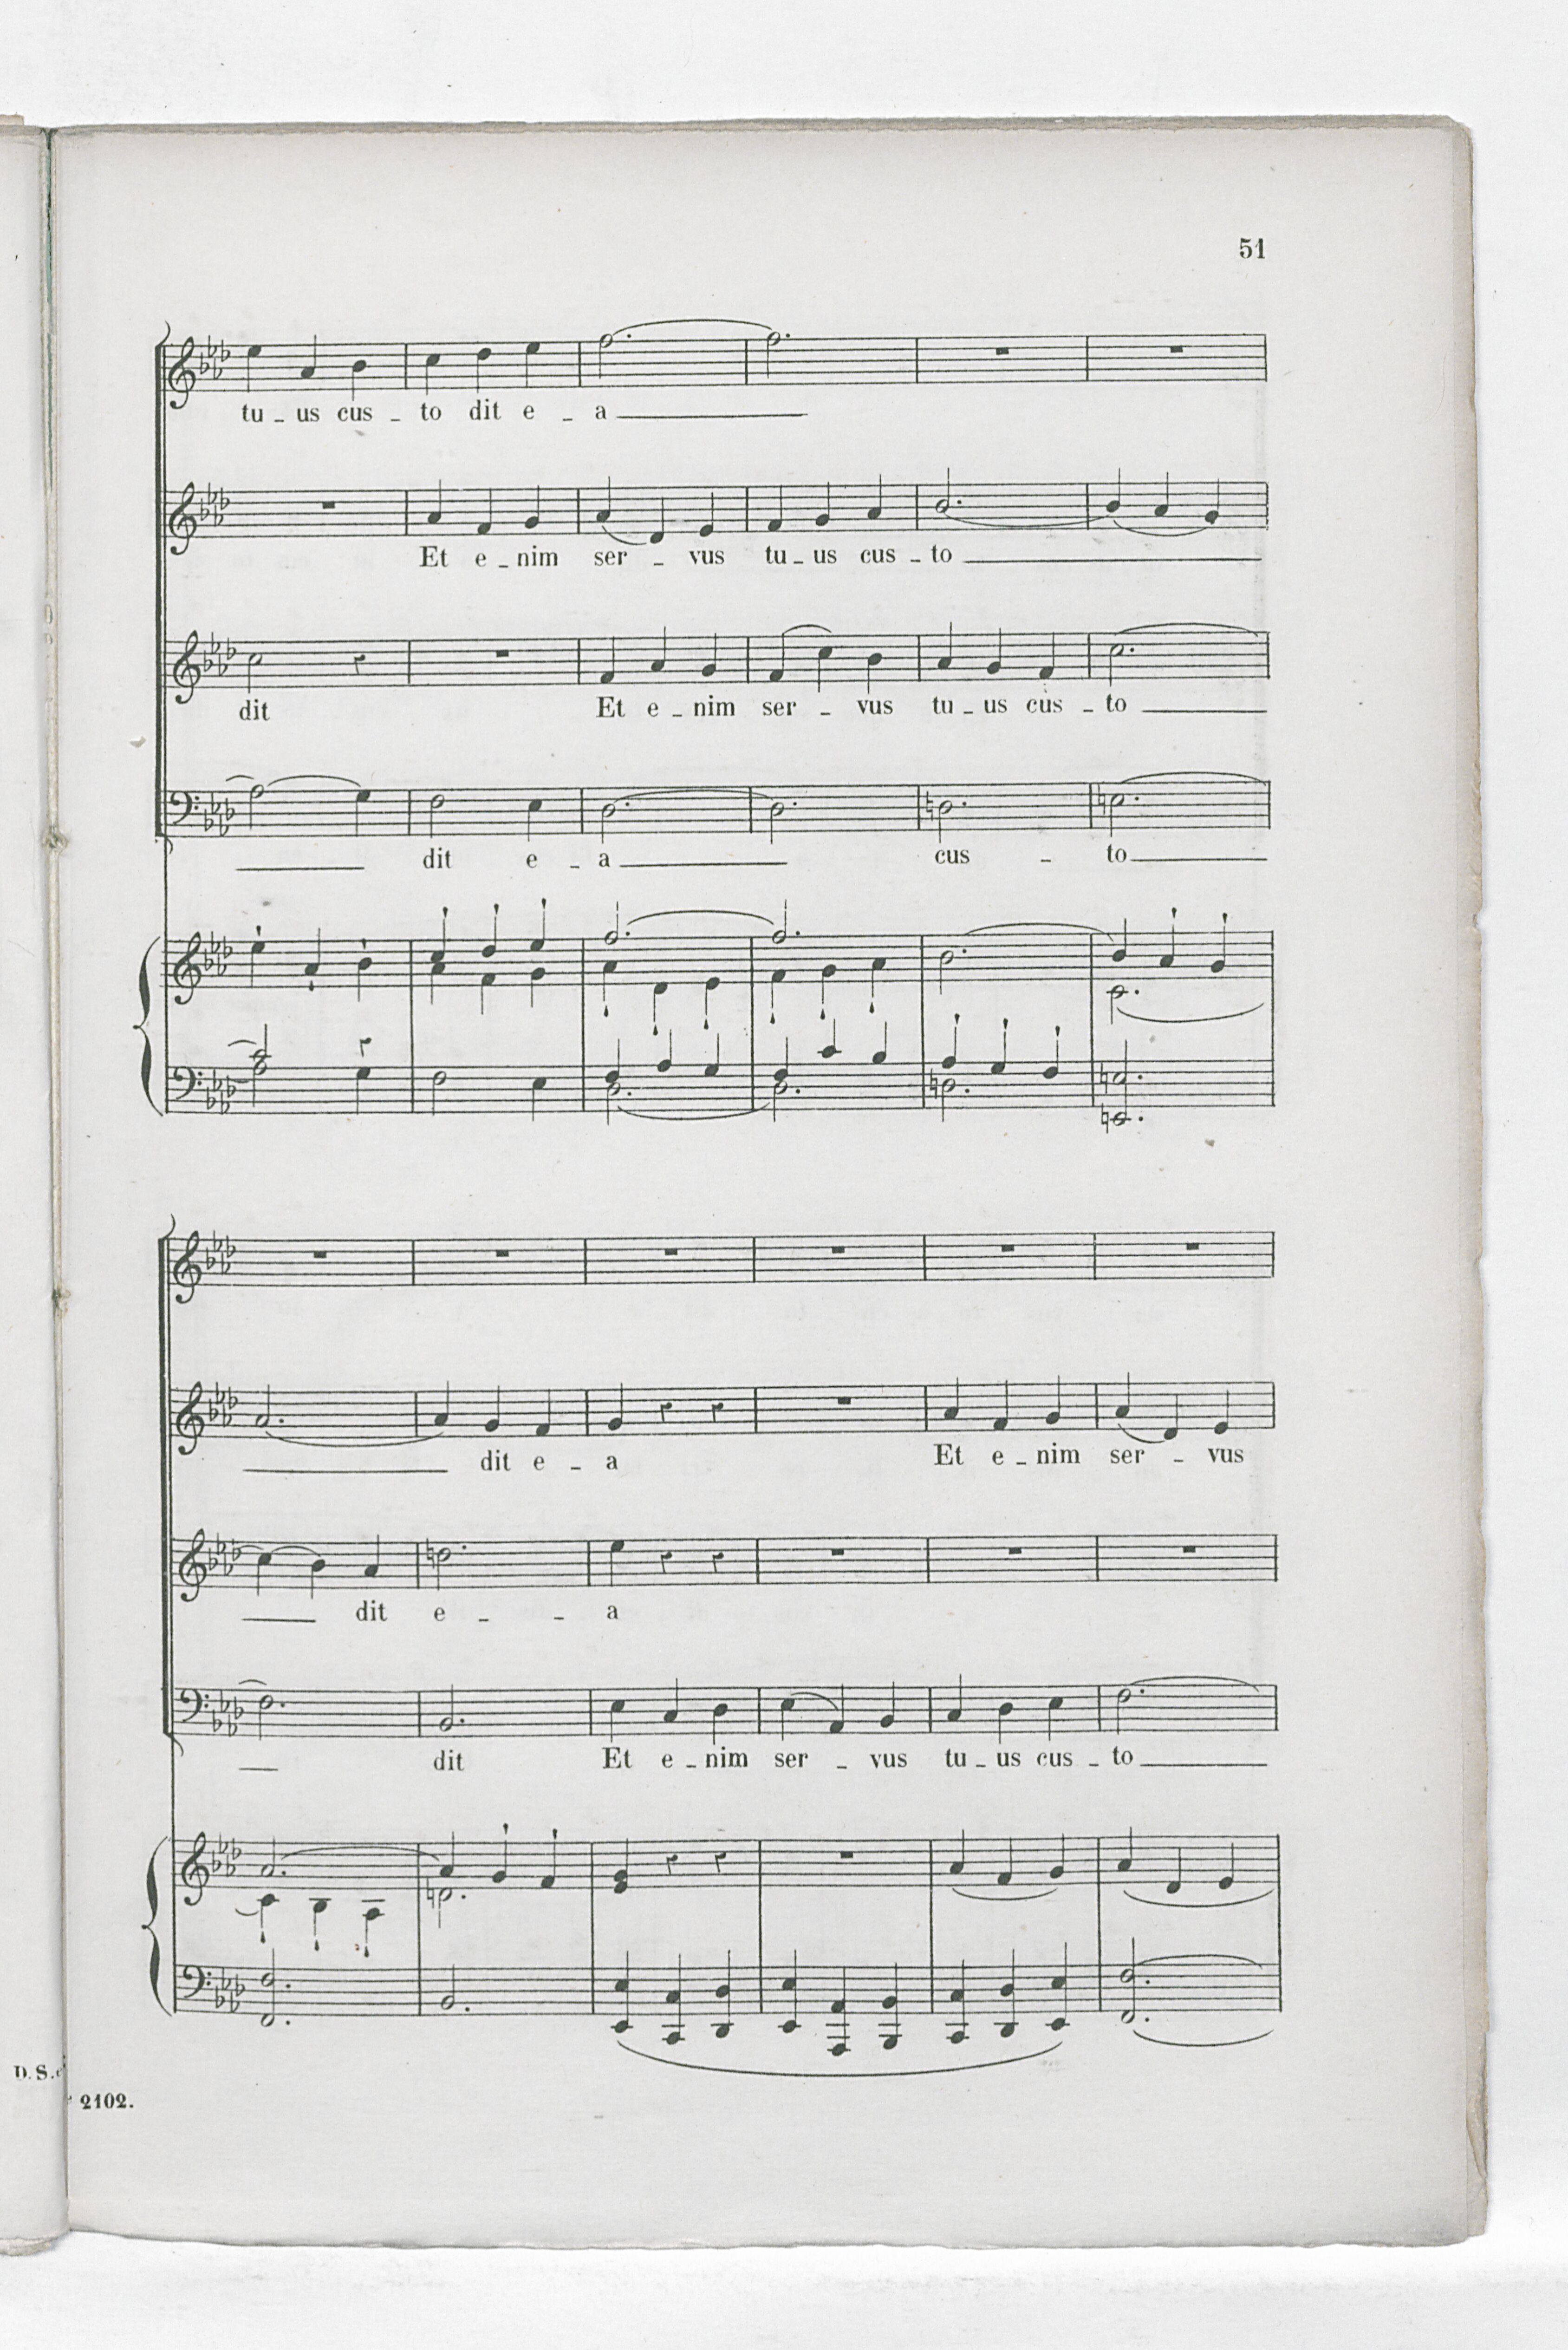 51
tu _ us cus _ to dit e _ a
Et e _ nim ser _ vus tu _ us cus _ to
dit Et e _ nim ser _ vus tu _ us cus _ to
dit e _ a cus _ to
dit e _ a Et e _ nim ser _ vus
dit e _ _ a
dit Et e _ nim ser _ vus tu _ us cus _ to
D.S.
2102.